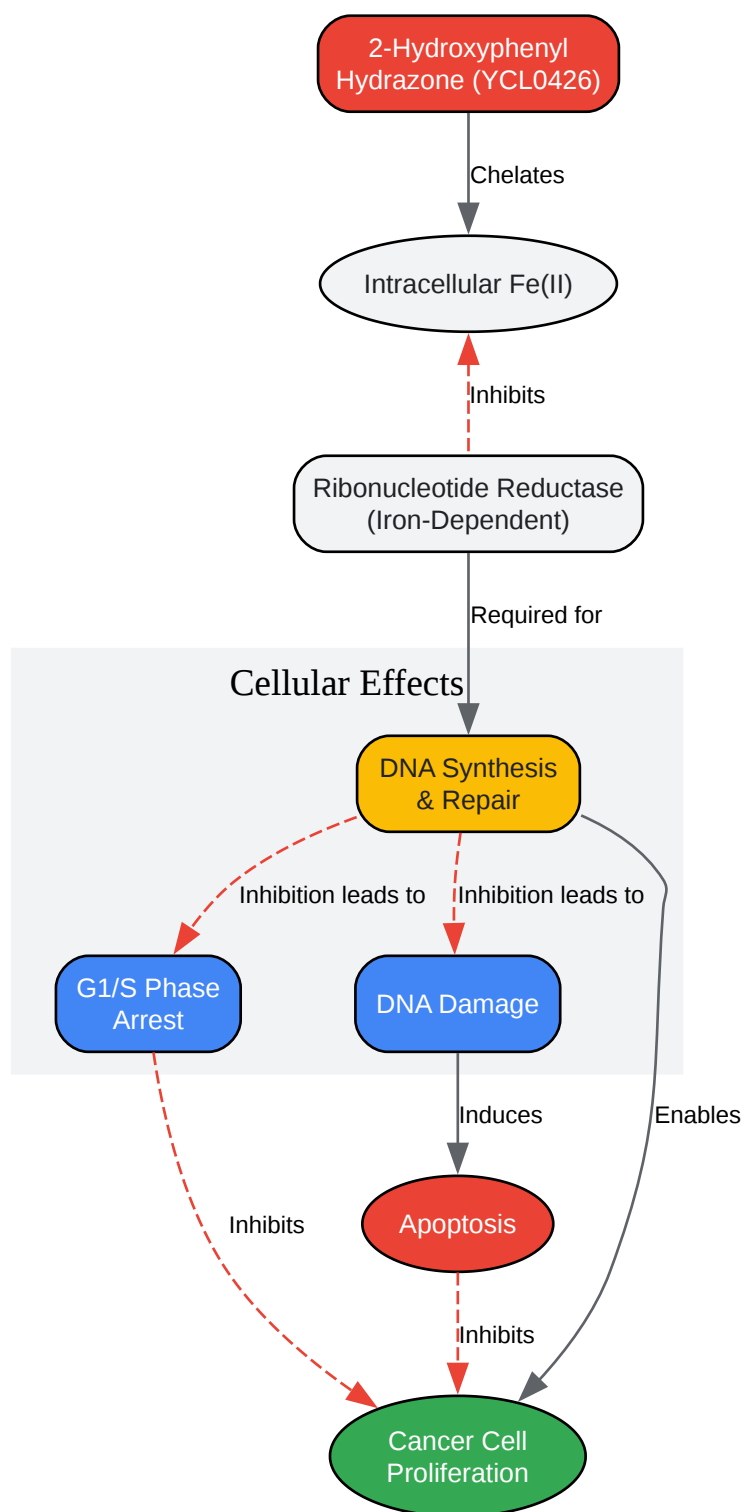 2-Hydroxyphenyl
Hydrazone (YCL0426)
Chelates
Intracellular Fe(II)
Inhibits
Ribonucleotide Reductase
(Iron-Dependent)
Required for
Cellular Effects
DNA Synthesis
& Repair
Inhibition leads to
Inhibition leads to
G1/S Phase
Arrest
DNA Damage
Induces
Enables
Apoptosis
Inhibits
Inhibits
Cancer Cell
Proliferation